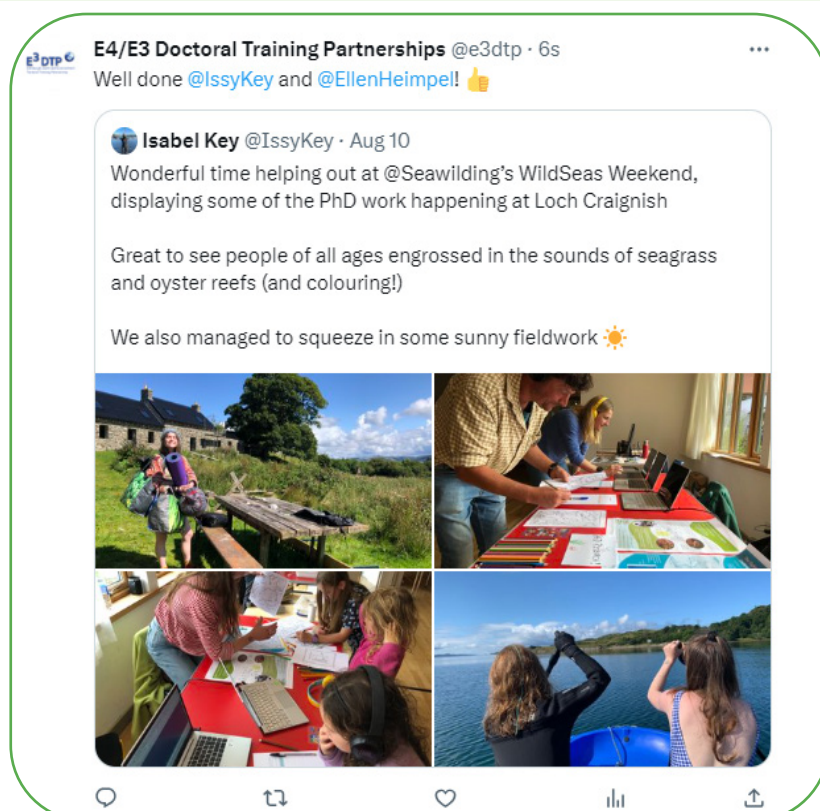 E3 DTP
E4/E3 Doctoral Training Partnerships @e3dtp · 6s
Well done @IssyKey and @EllenHeimpel! 👍
Isabel Key @IssyKey · Aug 10
Wonderful time helping out at @Seawilding's WildSeas Weekend,
displaying some of the PhD work happening at Loch Craignish
Great to see people of all ages engrossed in the sounds of seagrass
and oyster reefs (and colouring!)
We also managed to squeeze in some sunny fieldwork ☀️